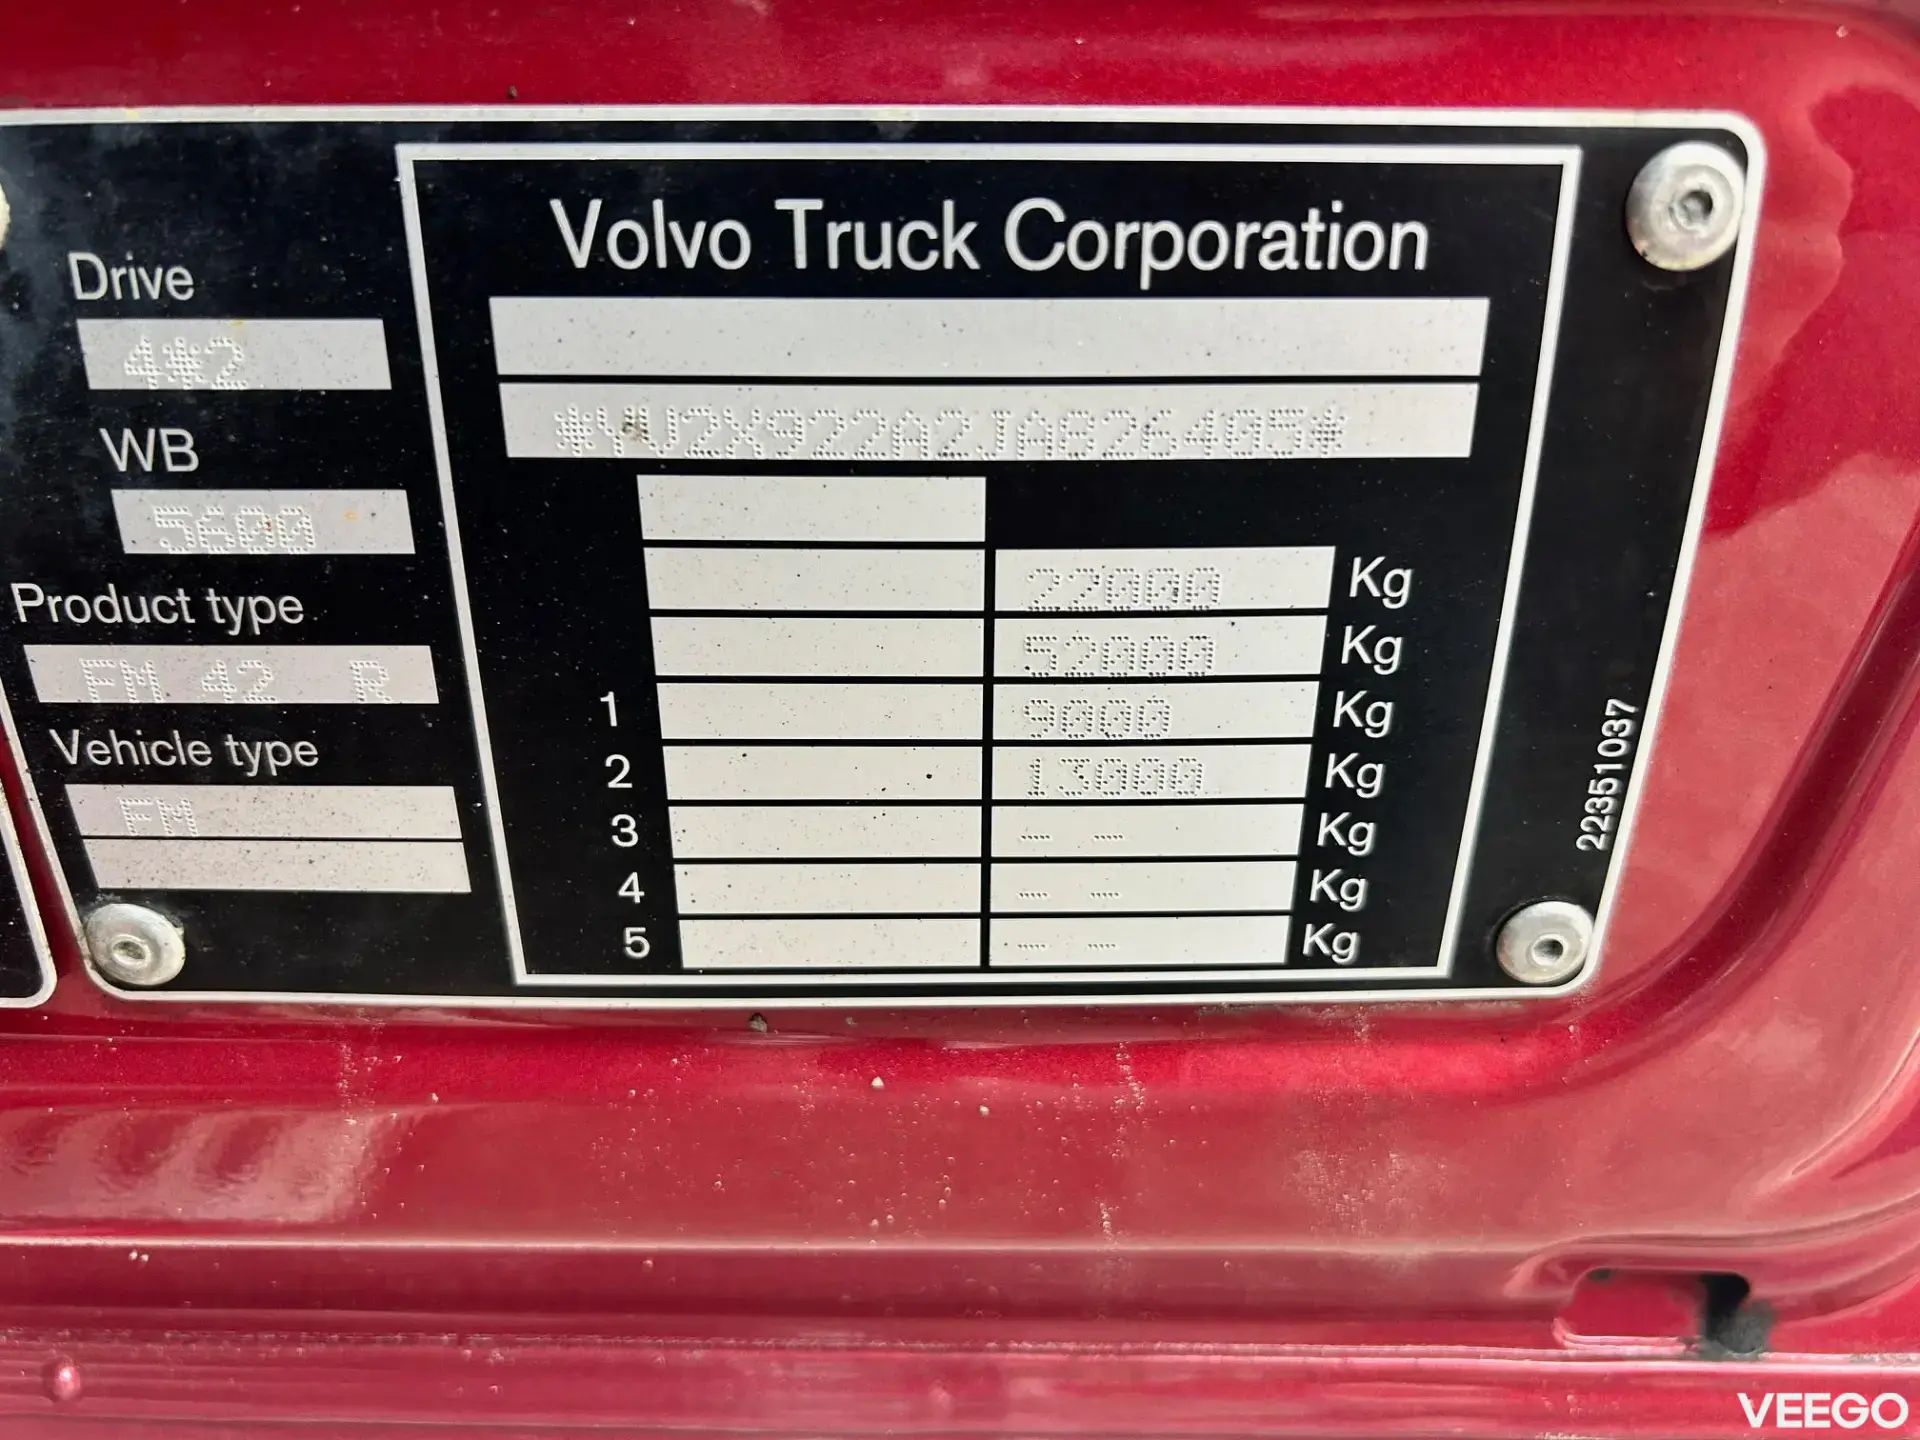 Volvo Truck Corporation
Drive
4*2
*YV2X922A2JA826405*
WB
5600
22000 Kg
Product type
52000 Kg
FM 42 R
1 9000 Kg
Vehicle type
2 13000 Kg
FM
3 -- -- Kg
4 -- -- Kg
5 -- -- Kg
22351037
VEEGO